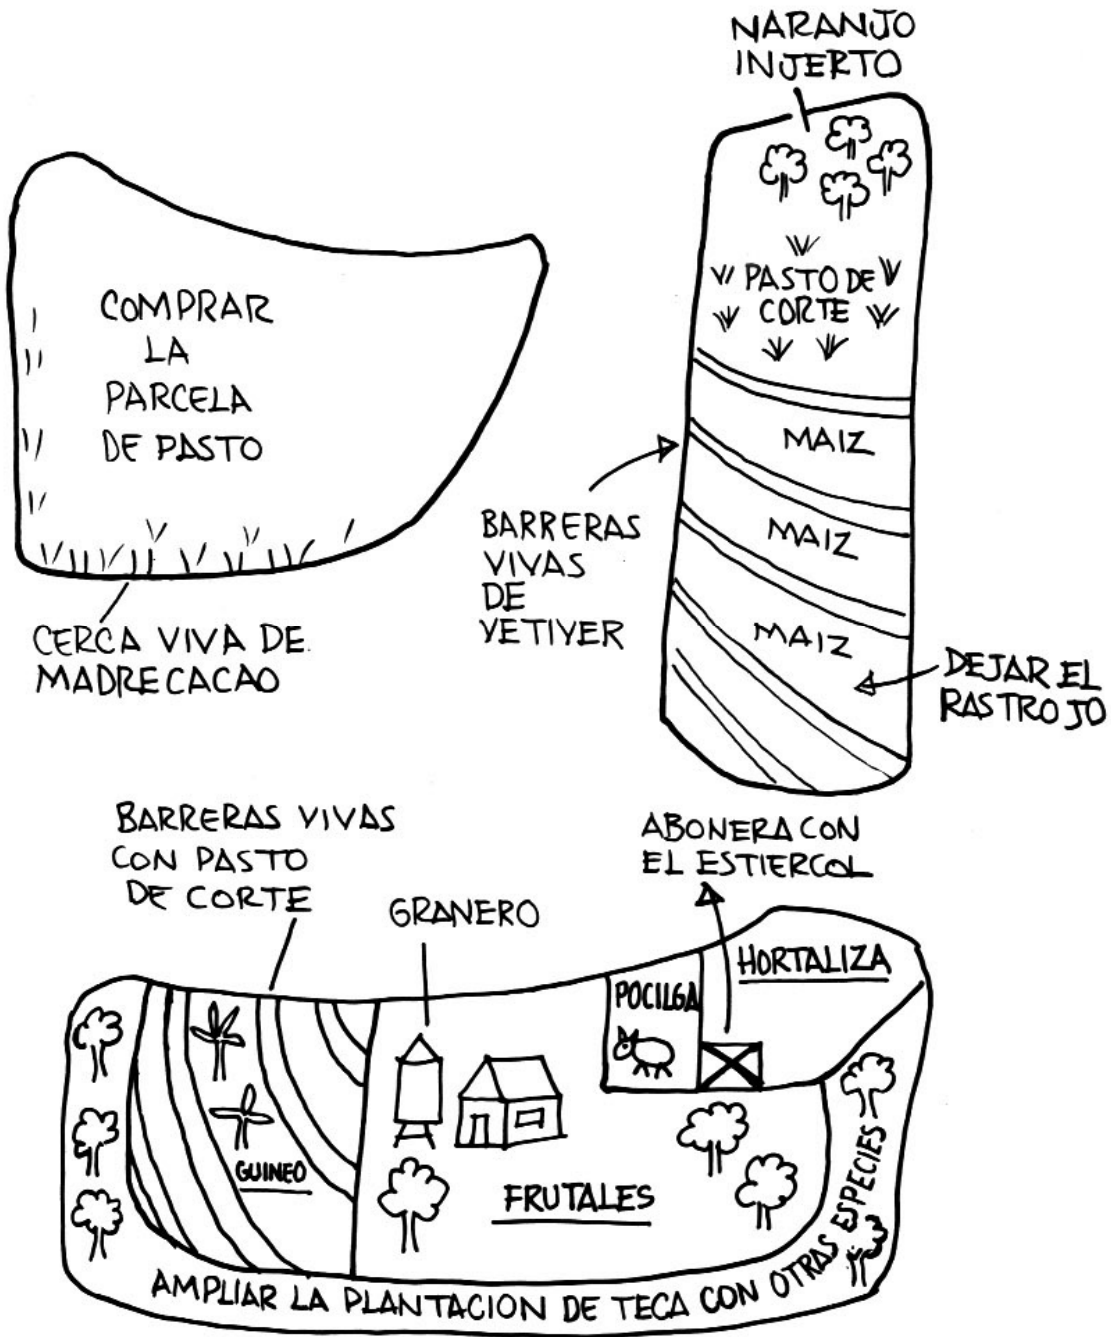 NARANJO
INJERTO
COMPRAR
LA
PARCELA
DE PASTO
CERCA VIVA DE
MADRECACAO
PASTO DE
CORTE
MAIZ
MAIZ
MAIZ
BARRERAS
VIVAS
DE
VETIVER
DEJAR EL
RASTROJO
BARRERAS VIVAS
CON PASTO
DE CORTE
GRANERO
ABONERA CON
EL ESTIERCOL
HORTALIZA
POCILGA
GUINEO
FRUTALES
AMPLIAR LA PLANTACION DE TECA CON OTRAS ESPECIES